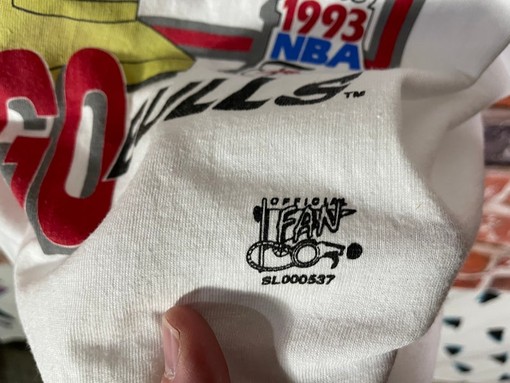 1993
NBA
GO
BULLS™
OFFICIAL
FAN
SL000537